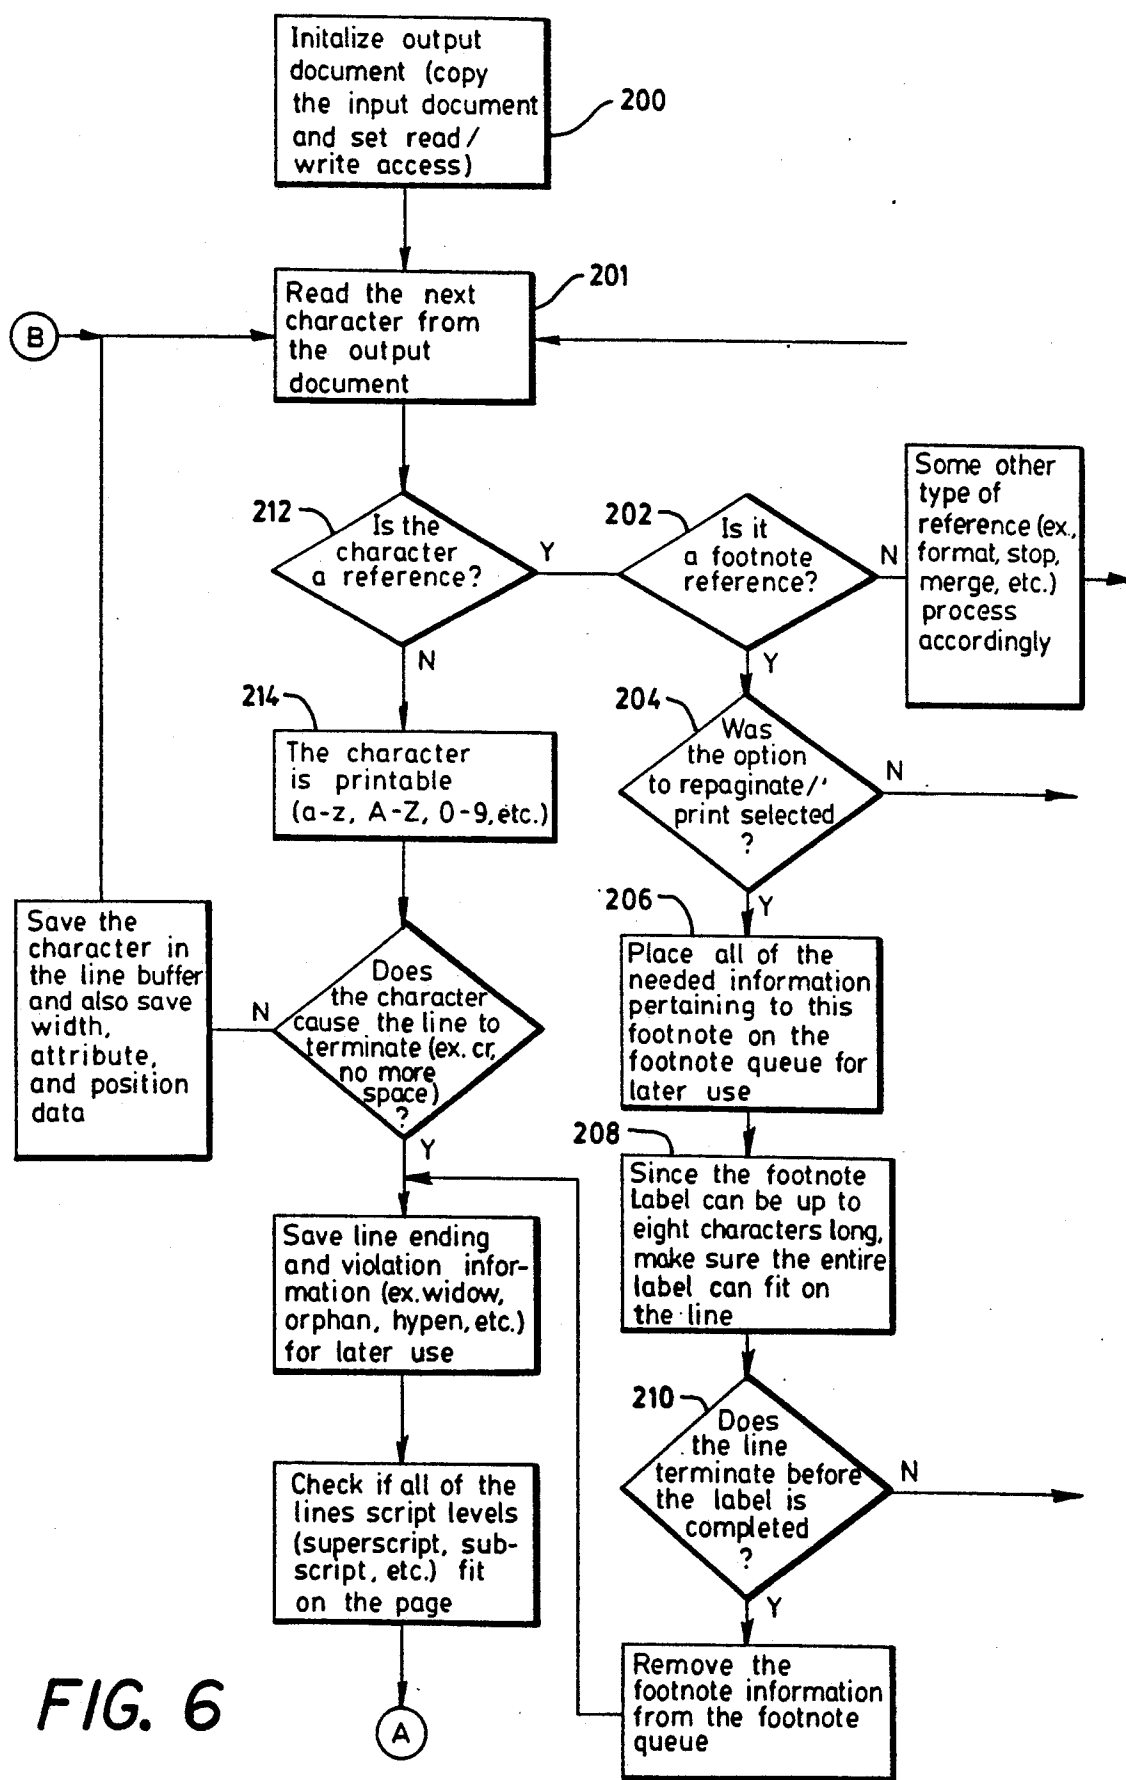 Initalize output
document (copy
the input document
and set read/
write access)
200
Read the next
character from
the output
document
201
B
212
Is the
character
a reference?
Y
N
202
Is it
a footnote
reference?
N
Y
Some other
type of
reference (ex.,
format, stop,
merge, etc.)
process
accordingly
214
The character
is printable
(a-z, A-Z, 0-9, etc.)
204
Was
the option
to repaginate/
print selected
?
N
Y
Save the
character in
the line buffer
and also save
width,
attribute,
and position
data
N
Does
the character
cause the line to
terminate (ex. cr,
no more
space)
?
Y
206
Place all of the
needed information
pertaining to this
footnote on the
footnote queue for
later use
208
Since the footnote
Label can be up to
eight characters long,
make sure the entire
label can fit on
the line
Save line ending
and violation infor-
mation (ex. widow,
orphan, hypen, etc.)
for later use
210
Does
the line
terminate before
the label is
completed
?
N
Y
Check if all of the
lines script levels
(superscript, sub-
script, etc.) fit
on the page
Remove the
footnote information
from the footnote
queue
A
FIG. 6